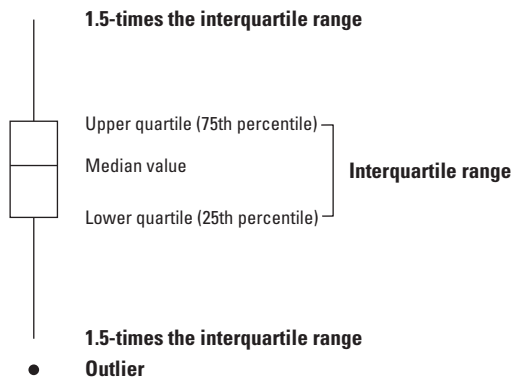 1.5-times the interquartile range
Upper quartile (75th percentile)
Median value
Interquartile range
Lower quartile (25th percentile)
1.5-times the interquartile range
Outlier